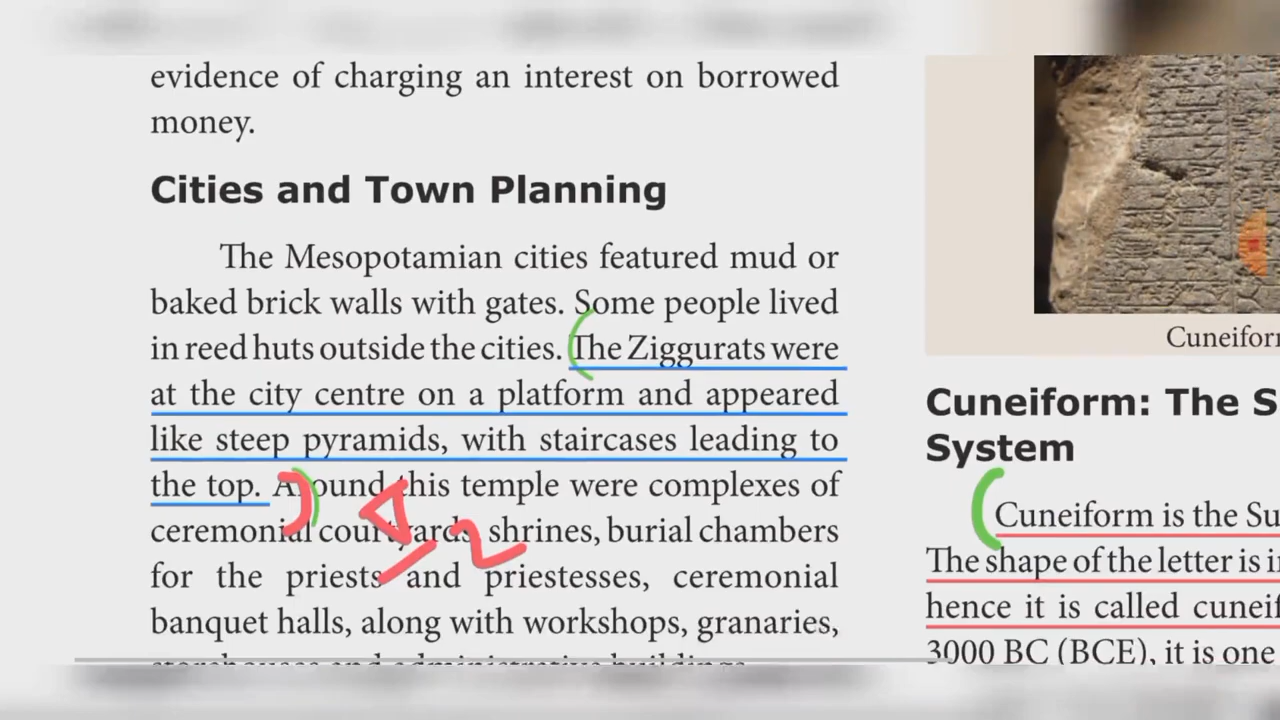 evidence of charging an interest on borrowed
money.
Cities and Town Planning
The Mesopotamian cities featured mud or
baked brick walls with gates. Some people lived
in reed huts outside the cities. The Ziggurats were
at the city centre on a platform and appeared
like steep pyramids, with staircases leading to
the top. Around this temple were complexes of
ceremonial courtyards, shrines, burial chambers
for the priests and priestesses, ceremonial
banquet halls, along with workshops, granaries,
storehouses and administrative buildings.
Cuneiform: The S
System
Cuneiform is the Su
The shape of the letter is
hence it is called
3000 BC (BCE), it is one